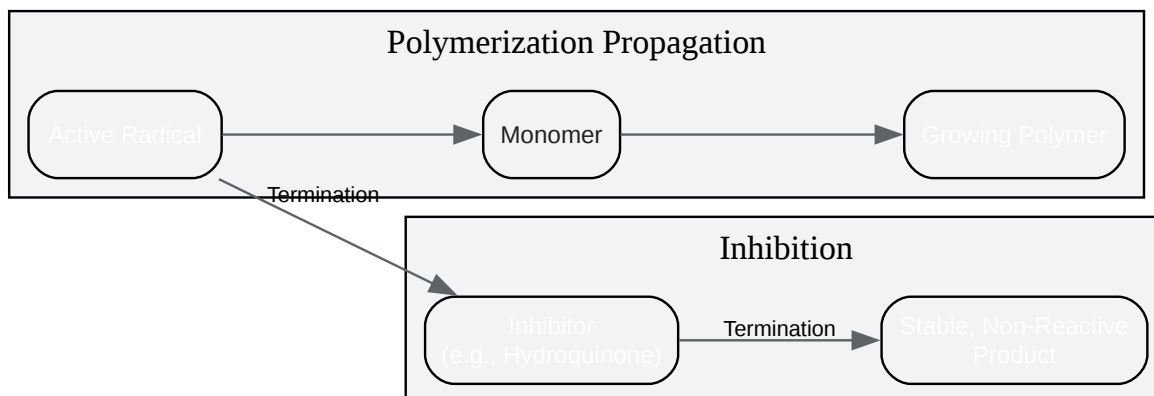 Polymerization Propagation
Active Radical
Monomer
Growing Polymer
Termination
Inhibition
Inhibitor
(e.g., Hydroquinone)
Termination
Stable, Non-Reactive
Product